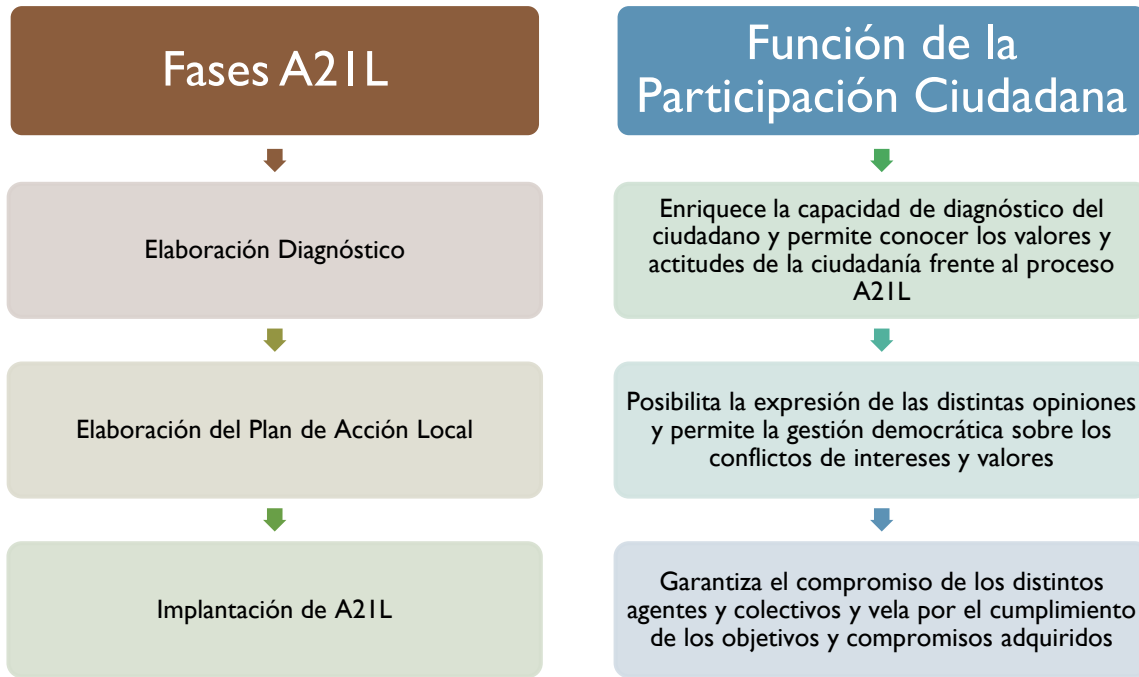 Fases A21L
Elaboración Diagnóstico
Elaboración del Plan de Acción Local
Implantación de A21L
Función de la
Participación Ciudadana
Enriquece la capacidad de diagnóstico del
ciudadano y permite conocer los valores y
actitudes de la ciudadanía frente al proceso
A21L
Posibilita la expresión de las distintas opiniones
y permite la gestión democrática sobre los
conflictos de intereses y valores
Garantiza el compromiso de los distintos
agentes y colectivos y vela por el cumplimiento
de los objetivos y compromisos adquiridos